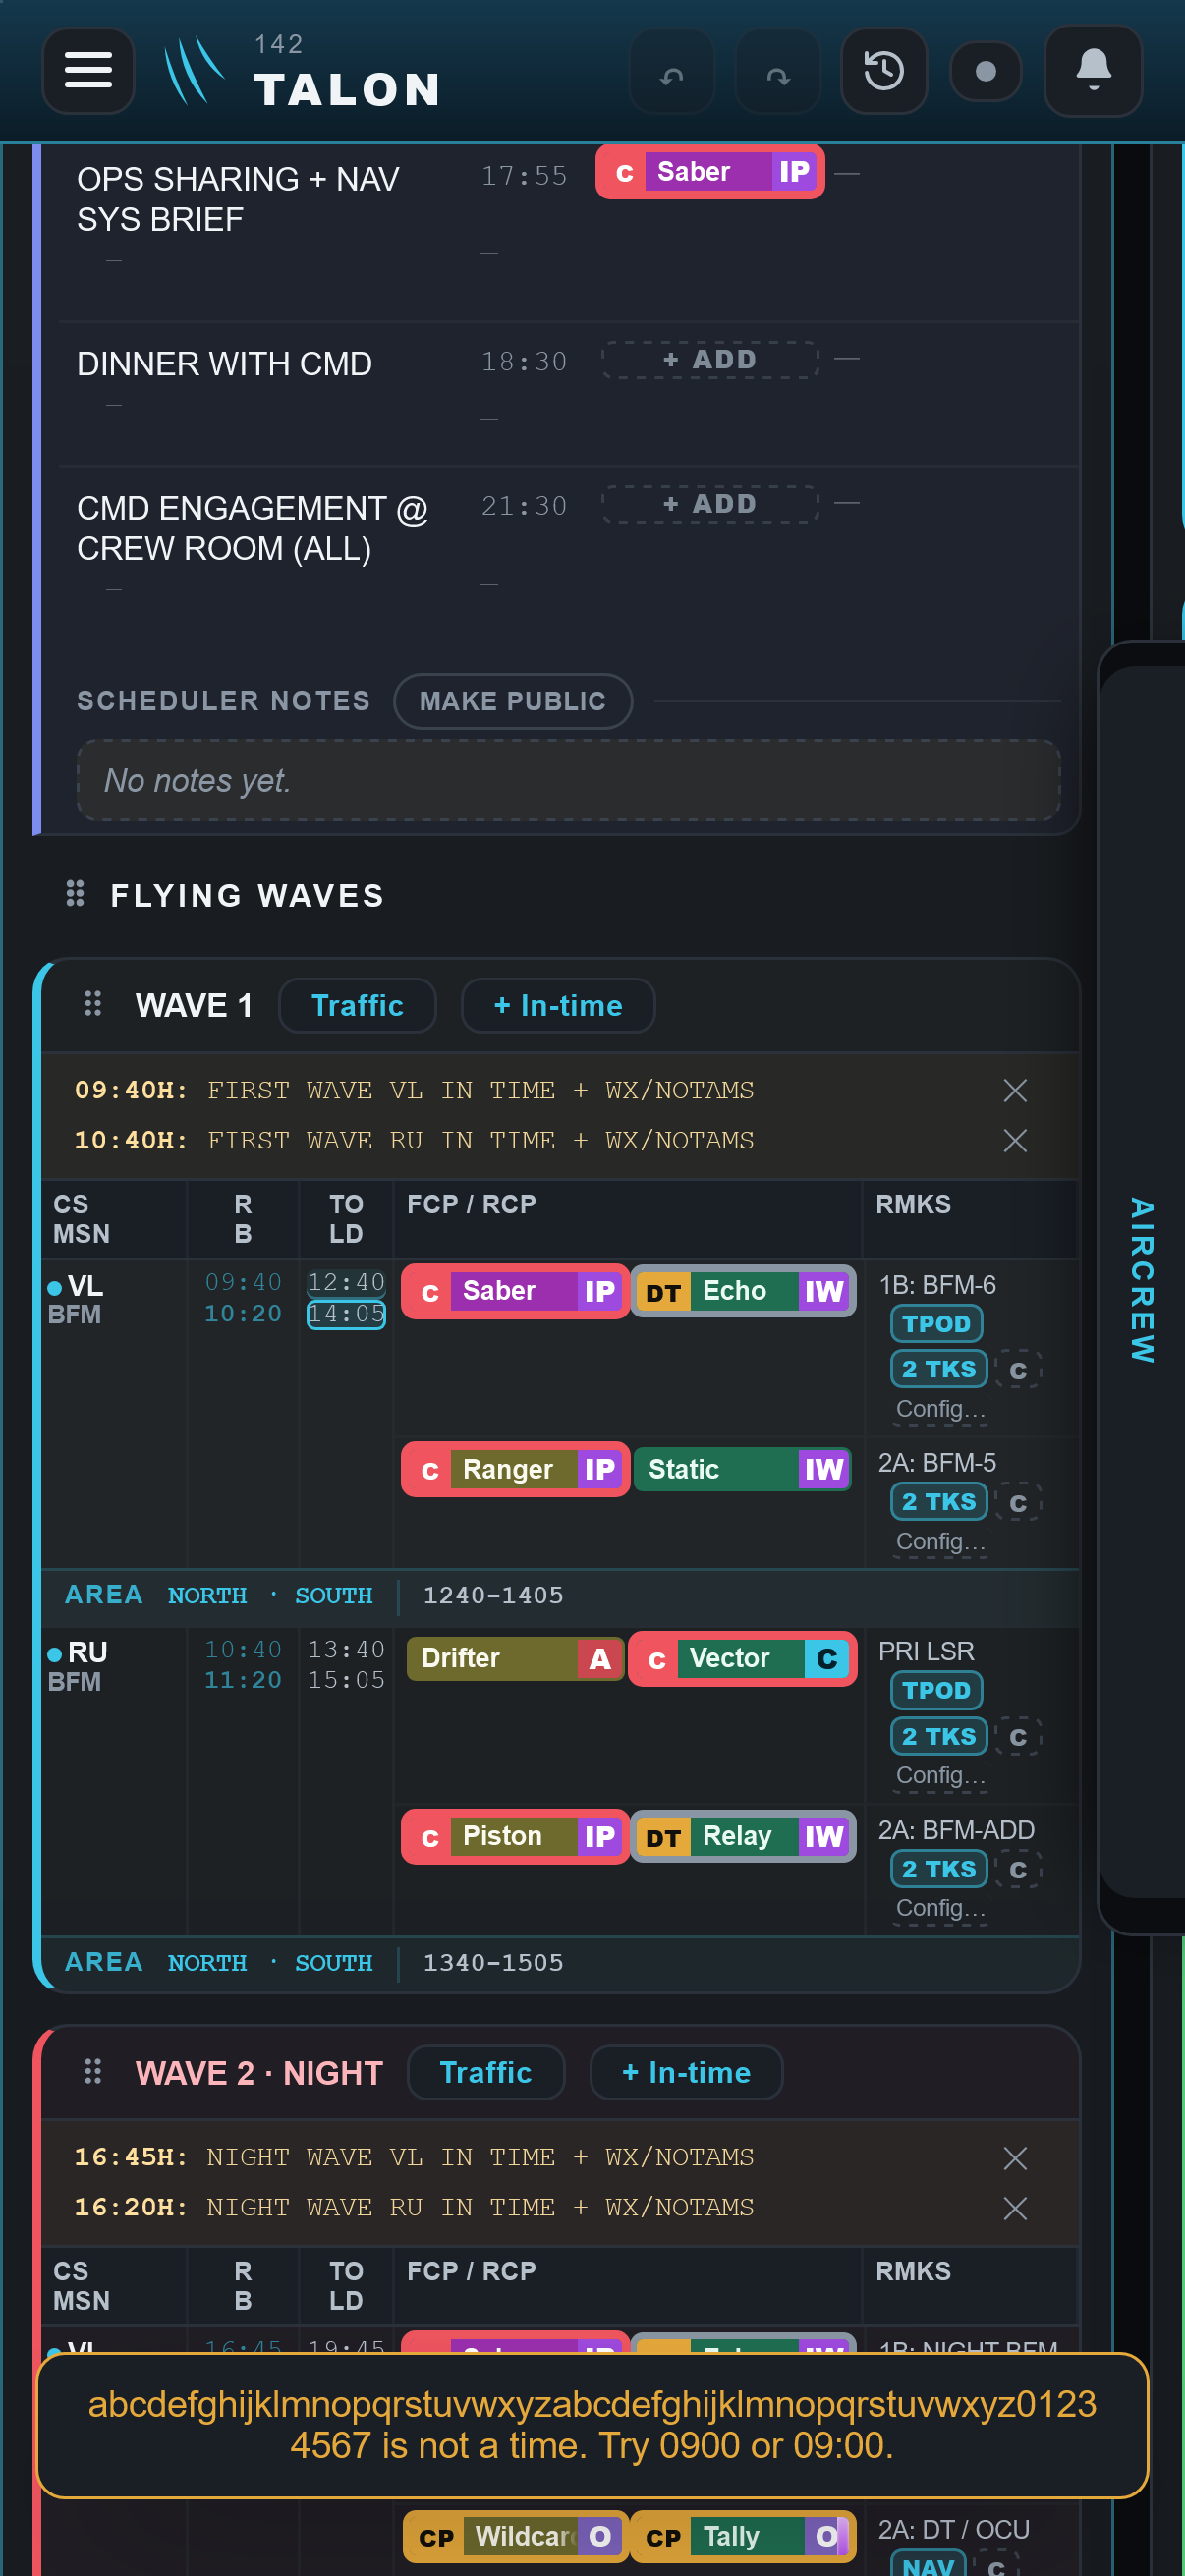 142
TALON
OPS SHARING + NAV
SYS BRIEF
17:55
C Saber IP —
—
—
DINNER WITH CMD
18:30
+ ADD —
—
—
CMD ENGAGEMENT @
CREW ROOM (ALL)
21:30
+ ADD —
—
—
SCHEDULER NOTES
MAKE PUBLIC
No notes yet.
FLYING WAVES
WAVE 1
Traffic
+ In-time
09:40H: FIRST WAVE VL IN TIME + WX/NOTAMS
10:40H: FIRST WAVE RU IN TIME + WX/NOTAMS
CS
MSN
R
B
TO
LD
FCP / RCP
RMKS
VL
BFM
09:40
10:20
12:40
14:05
C Saber IP
DT Echo IW
1B: BFM-6
TPOD
2 TKS C
Config...
C Ranger IP
Static IW
2A: BFM-5
2 TKS C
Config...
AREA NORTH · SOUTH 1240-1405
RU
BFM
10:40
11:20
13:40
15:05
Drifter A
C Vector C
PRI LSR
TPOD
2 TKS C
Config...
C Piston IP
DT Relay IW
2A: BFM-ADD
2 TKS C
Config...
AREA NORTH · SOUTH 1340-1505
AIRCREW
WAVE 2 · NIGHT
Traffic
+ In-time
16:45H: NIGHT WAVE VL IN TIME + WX/NOTAMS
16:20H: NIGHT WAVE RU IN TIME + WX/NOTAMS
CS
MSN
R
B
TO
LD
FCP / RCP
RMKS
VL
16:45
19:45
1B: NIGHT BFM
abcdefghijklmnopqrstuvwxyzabcdefghijklmnopqrstuvwxyz0123
4567 is not a time. Try 0900 or 09:00.
CP Wildcar O
CP Tally O
2A: DT / OCU
NAV C